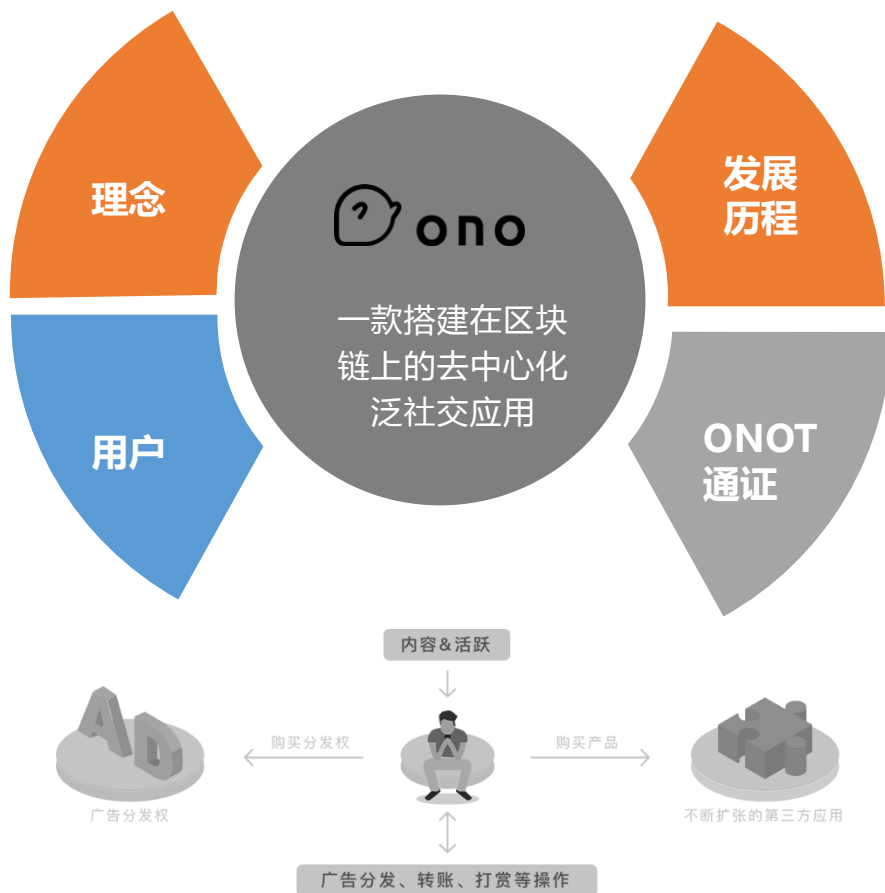 理念
发展
历程
ono
一款搭建在区块
链上的去中心化
泛社交应用
用户
ONOT
通证
内容&活跃
AD
购买分发权
购买产品
广告分发权
不断扩张的第三方应用
广告分发、转账、打赏等操作